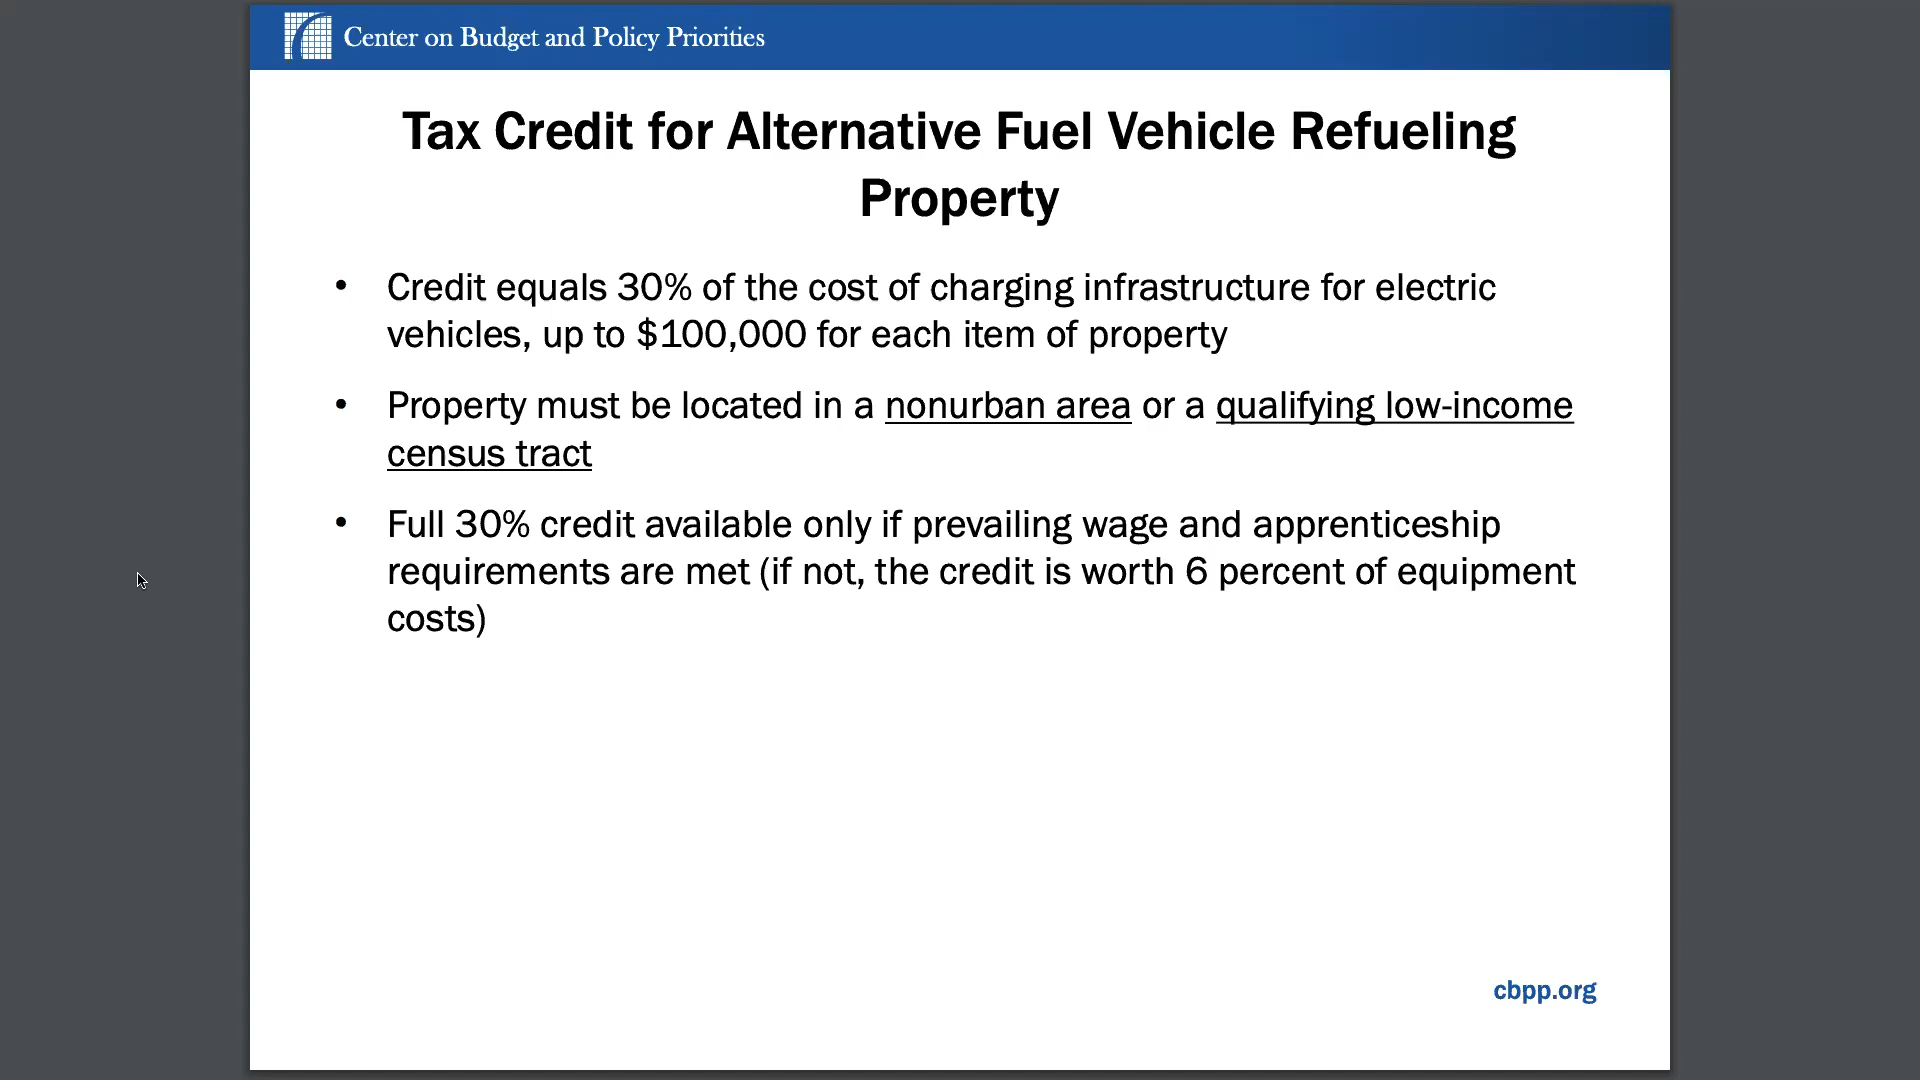 Center on Budget and Policy Priorities
Tax Credit for Alternative Fuel Vehicle Refueling
Property
• Credit equals 30% of the cost of charging infrastructure for electric
vehicles, up to $100,000 for each item of property
• Property must be located in a nonurban area or a qualifying low-income
census tract
• Full 30% credit available only if prevailing wage and apprenticeship
requirements are met (if not, the credit is worth 6 percent of equipment
costs)
cbpp.org